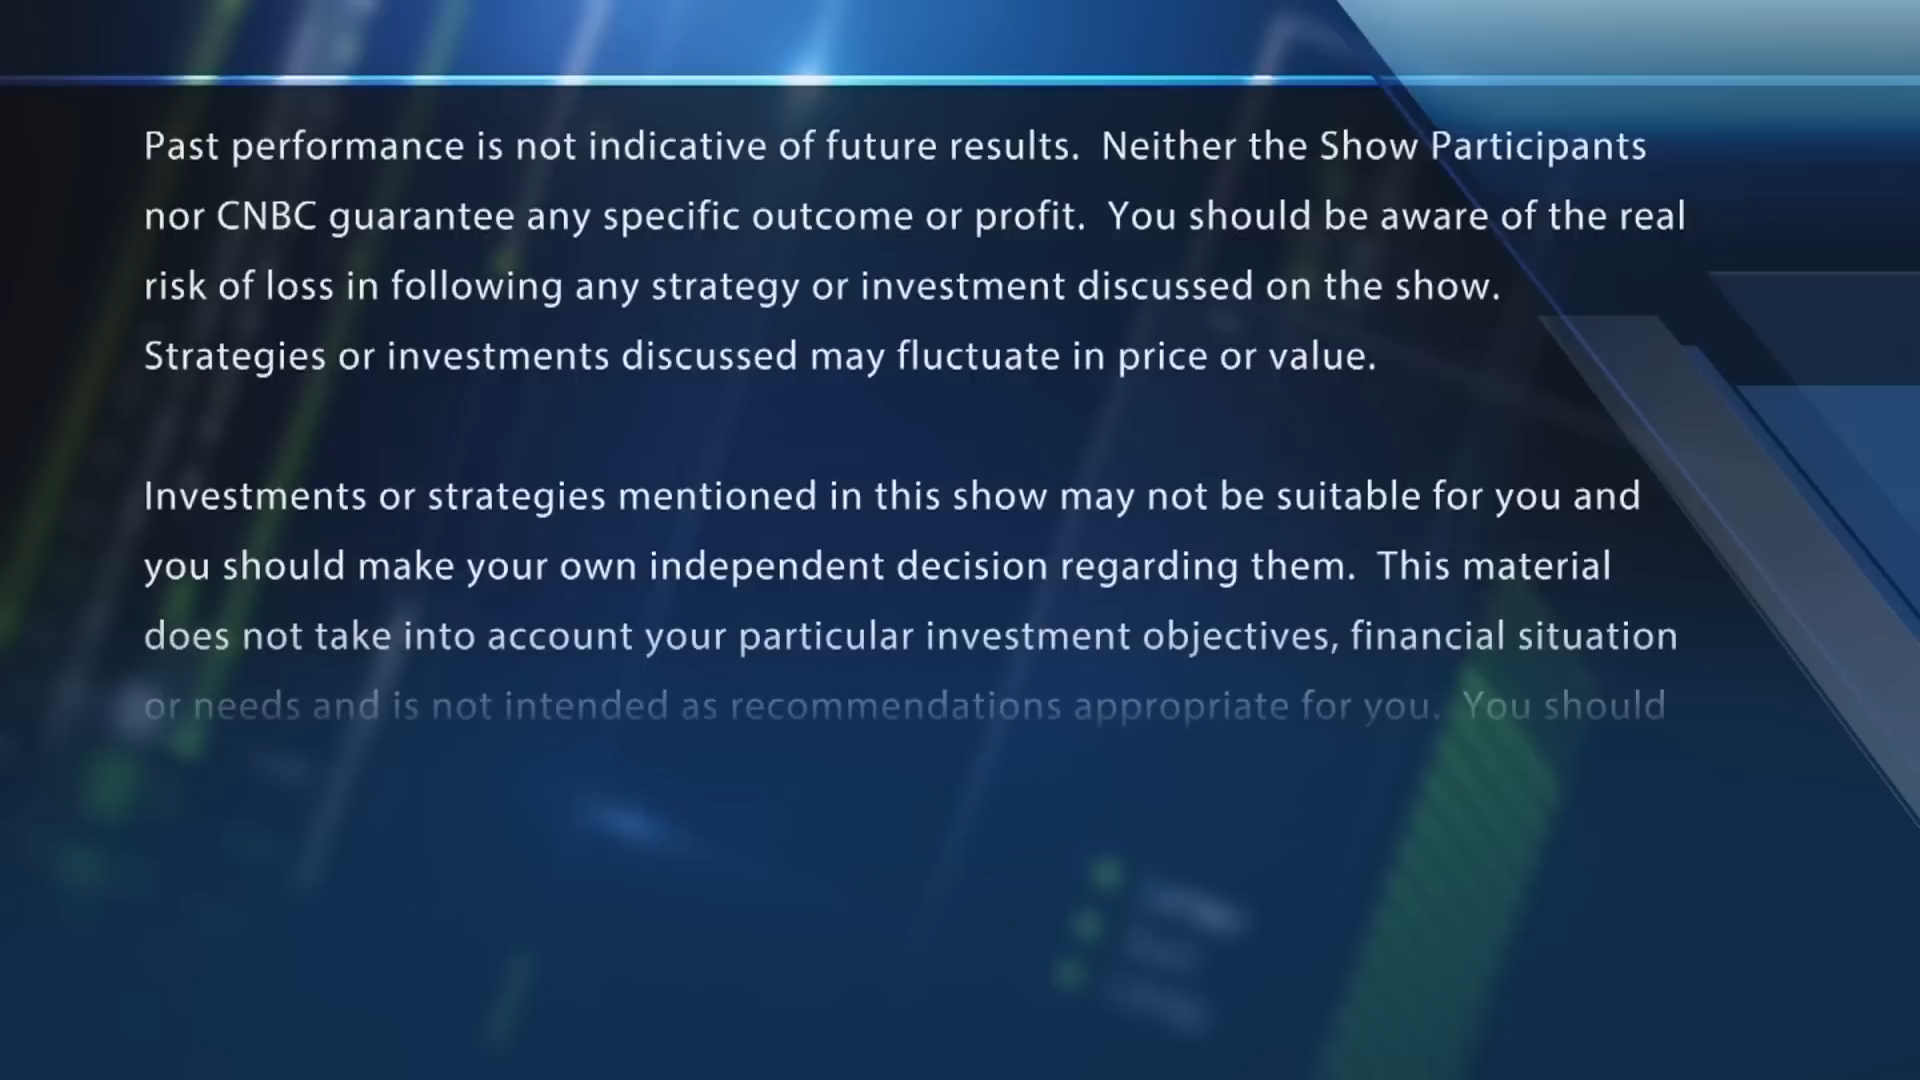 Past performance is not indicative of future results.  Neither the Show Participants
nor CNBC guarantee any specific outcome or profit.  You should be aware of the real
risk of loss in following any strategy or investment discussed on the show.
Strategies or investments discussed may fluctuate in price or value.
Investments or strategies mentioned in this show may not be suitable for you and
you should make your own independent decision regarding them.  This material
does not take into account your particular investment objectives, financial situation
or needs and is not intended as recommendations appropriate for you.  You should